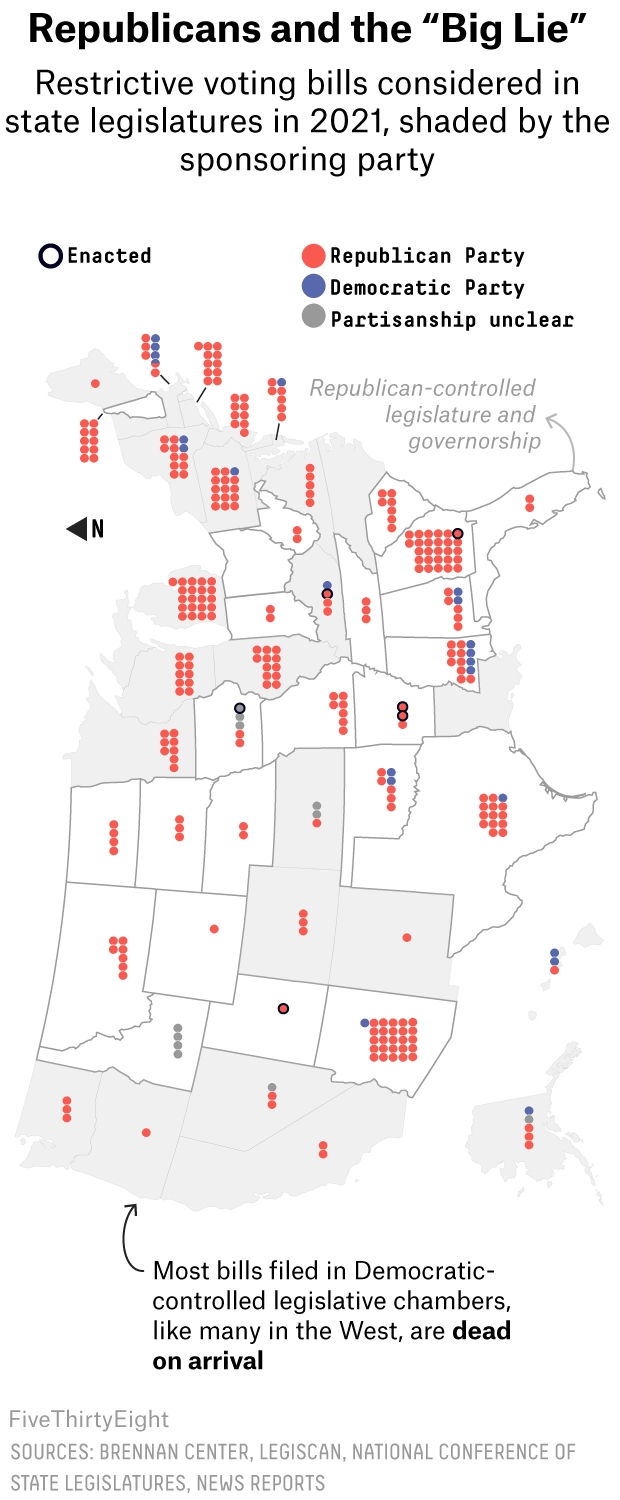 Republicans and the “Big Lie”
Restrictive voting bills considered in
state legislatures in 2021, shaded by the
sponsoring party
Enacted
Republican Party
Democratic Party
Partisanship unclear
Republican-controlled
legislature and
governorship
N
Most bills filed in Democratic-
controlled legislative chambers,
like many in the West, are dead
on arrival
FiveThirtyEight
SOURCES: BRENNAN CENTER, LEGISCAN, NATIONAL CONFERENCE OF
STATE LEGISLATURES, NEWS REPORTS